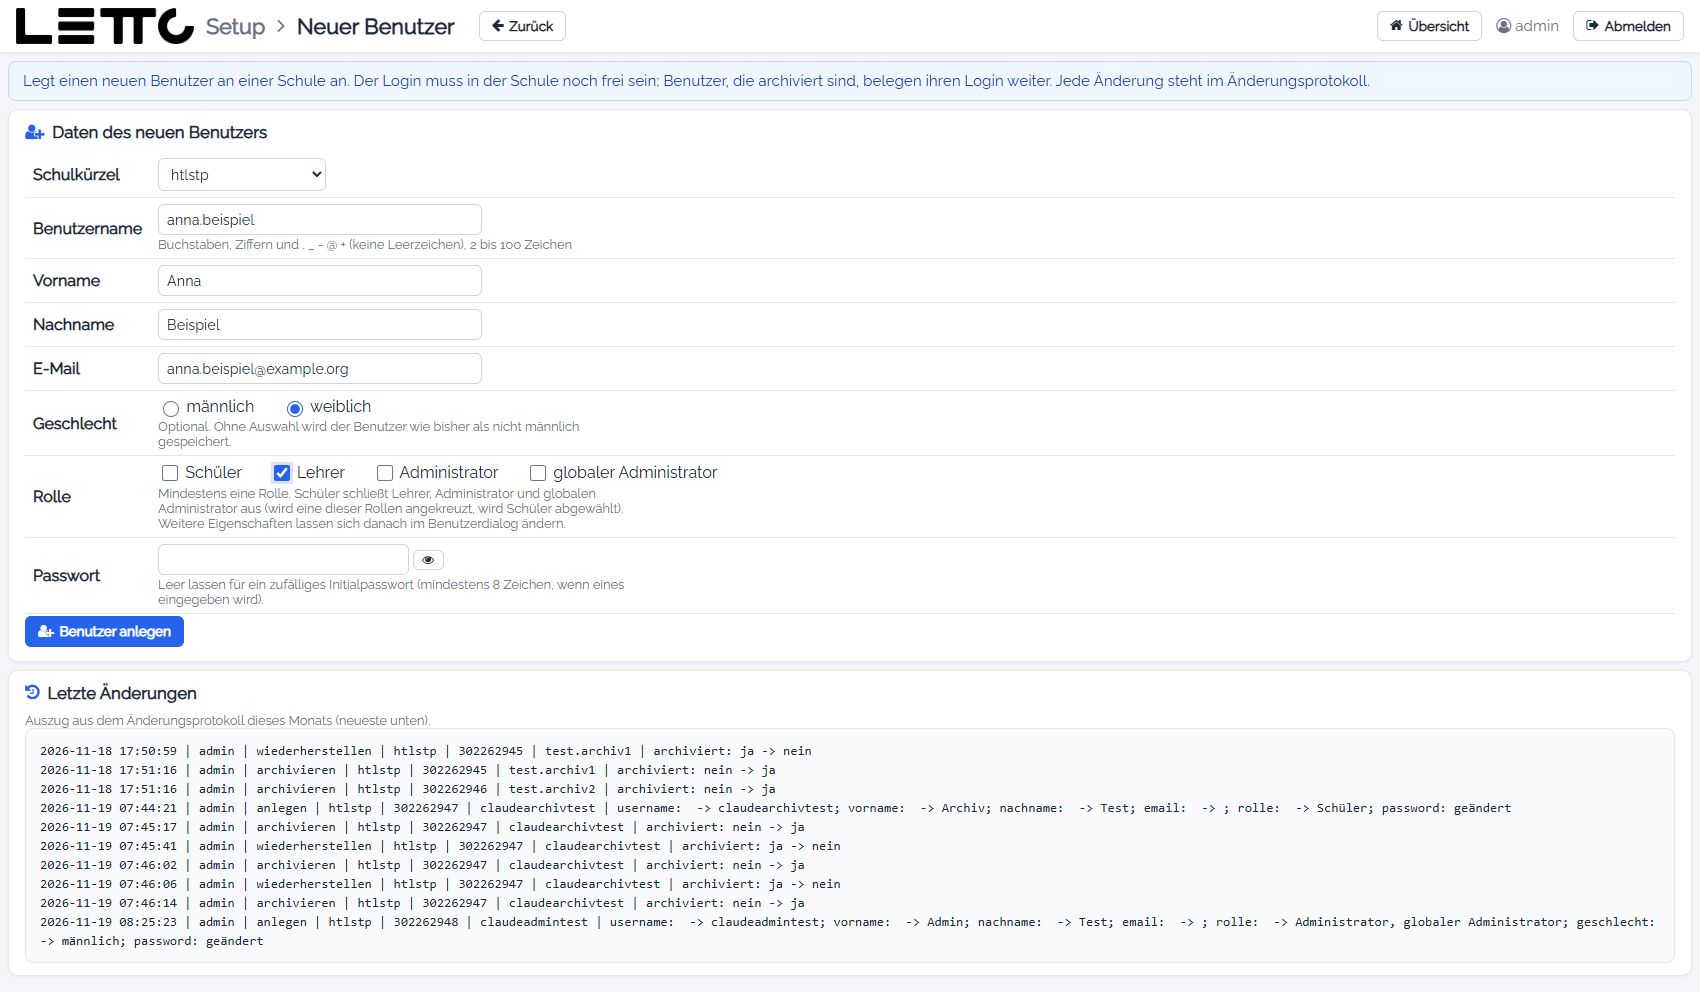 LETTO Setup > Neuer Benutzer Zurück Übersicht admin Abmelden
Legt einen neuen Benutzer an einer Schule an. Der Login muss in der Schule noch frei sein; Benutzer, die archiviert sind, belegen ihren Login weiter. Jede Änderung steht im Änderungsprotokoll.
Daten des neuen Benutzers
Schulkürzel htlstp
Benutzername anna.beispiel
Buchstaben, Ziffern und . _ - @ + (keine Leerzeichen), 2 bis 100 Zeichen
Vorname Anna
Nachname Beispiel
E-Mail anna.beispiel@example.org
Geschlecht männlich weiblich
Optional. Ohne Auswahl wird der Benutzer wie bisher als nicht männlich
gespeichert.
Rolle Schüler Lehrer Administrator globaler Administrator
Mindestens eine Rolle. Schüler schließt Lehrer, Administrator und globalen
Administrator aus (wird eine dieser Rollen angekreuzt, wird Schüler abgewählt).
Weitere Eigenschaften lassen sich danach im Benutzerdialog ändern.
Passwort
Leer lassen für ein zufälliges Initialpasswort (mindestens 8 Zeichen, wenn eines
eingegeben wird).
Benutzer anlegen
Letzte Änderungen
Auszug aus dem Änderungsprotokoll dieses Monats (neueste unten).
2026-11-18 17:50:59 | admin | wiederherstellen | htlstp | 302262945 | test.archiv1 | archiviert: ja -> nein
2026-11-18 17:51:16 | admin | archivieren | htlstp | 302262945 | test.archiv1 | archiviert: nein -> ja
2026-11-18 17:51:16 | admin | archivieren | htlstp | 302262946 | test.archiv2 | archiviert: nein -> ja
2026-11-19 07:44:21 | admin | anlegen | htlstp | 302262947 | claudearchivtest | username:  -> claudearchivtest; vorname:  -> Archiv; nachname:  -> Test; email:  -> ; rolle:  -> Schüler; password: geändert
2026-11-19 07:45:17 | admin | archivieren | htlstp | 302262947 | claudearchivtest | archiviert: nein -> ja
2026-11-19 07:45:41 | admin | wiederherstellen | htlstp | 302262947 | claudearchivtest | archiviert: ja -> nein
2026-11-19 07:46:02 | admin | archivieren | htlstp | 302262947 | claudearchivtest | archiviert: nein -> ja
2026-11-19 07:46:06 | admin | wiederherstellen | htlstp | 302262947 | claudearchivtest | archiviert: ja -> nein
2026-11-19 07:46:14 | admin | archivieren | htlstp | 302262947 | claudearchivtest | archiviert: nein -> ja
2026-11-19 08:25:23 | admin | anlegen | htlstp | 302262948 | claudeadmintest | username:  -> claudeadmintest; vorname:  -> Admin; nachname:  -> Test; email:  -> ; rolle:  -> Administrator, globaler Administrator; geschlecht:
-> männlich; password: geändert